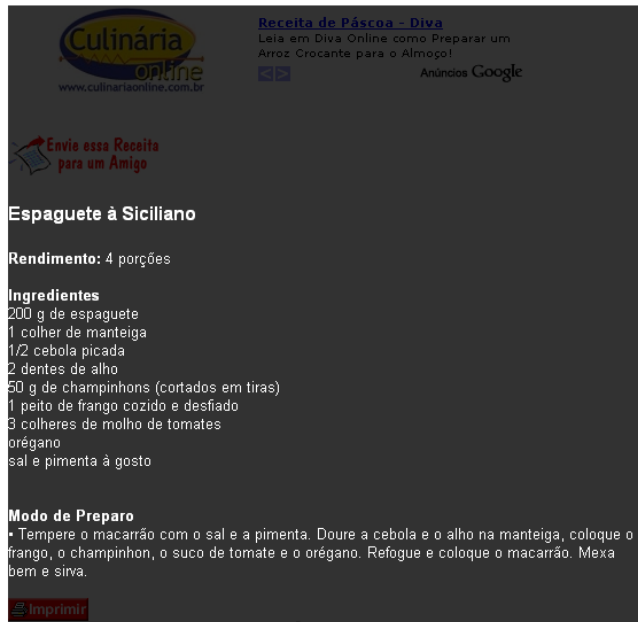 Culinária
online
www.culinariaonline.com.br
Receita de Páscoa - Diva
Leia em Diva Online como Preparar um
Arroz Crocante para o Almoço!
Anúncios Google
Envie essa Receita
para um Amigo
Espaguete à Siciliano
Rendimento: 4 porções
Ingredientes
200 g de espaguete
1 colher de manteiga
1/2 cebola picada
2 dentes de alho
50 g de champinhons (cortados em tiras)
1 peito de frango cozido e desfiado
3 colheres de molho de tomates
orégano
sal e pimenta à gosto
Modo de Preparo
• Tempere o macarrão com o sal e a pimenta. Doure a cebola e o alho na manteiga, coloque o
frango, o champinhon, o suco de tomate e o orégano. Refogue e coloque o macarrão. Mexa
bem e sirva.
Imprimir